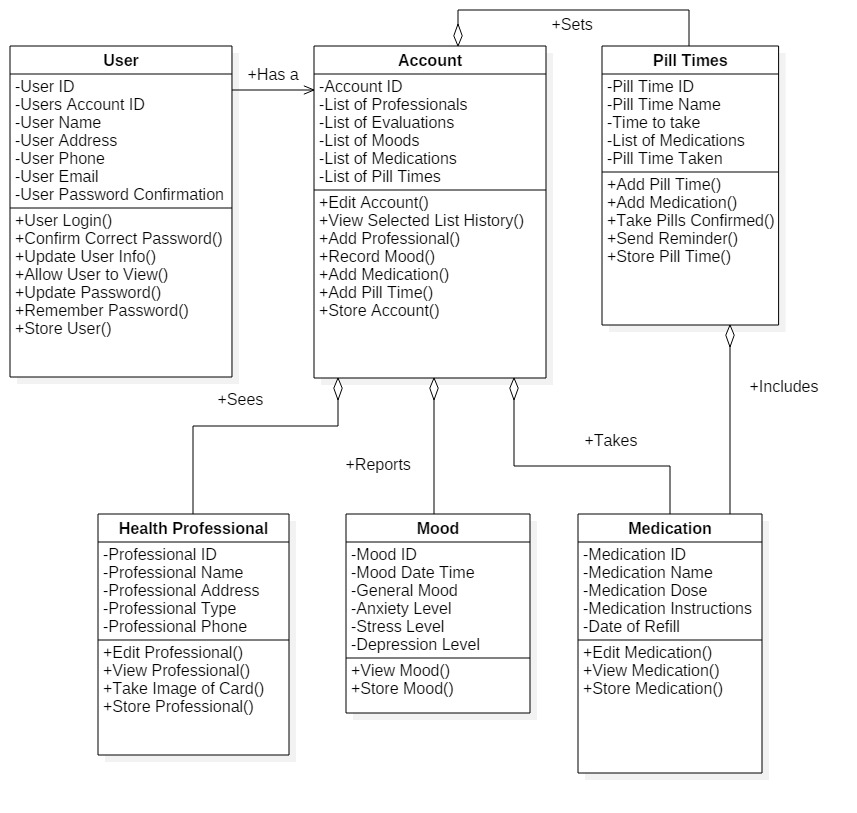 +Sets
User
-User ID
-Users Account ID
-User Name
-User Address
-User Phone
-User Email
-User Password Confirmation
+User Login()
+Confirm Correct Password()
+Update User Info()
+Allow User to View()
+Update Password()
+Remember Password()
+Store User()
+Has a
Account
-Account ID
-List of Professionals
-List of Evaluations
-List of Moods
-List of Medications
-List of Pill Times
+Edit Account()
+View Selected List History()
+Add Professional()
+Record Mood()
+Add Medication()
+Add Pill Time()
+Store Account()
Pill Times
-Pill Time ID
-Pill Time Name
-Time to take
-List of Medications
-Pill Time Taken
+Add Pill Time()
+Add Medication()
+Take Pills Confirmed()
+Send Reminder()
+Store Pill Time()
+Sees
+Reports
+Takes
+Includes
Health Professional
-Professional ID
-Professional Name
-Professional Address
-Professional Type
-Professional Phone
+Edit Professional()
+View Professional()
+Take Image of Card()
+Store Professional()
Mood
-Mood ID
-Mood Date Time
-General Mood
-Anxiety Level
-Stress Level
-Depression Level
+View Mood()
+Store Mood()
Medication
-Medication ID
-Medication Name
-Medication Dose
-Medication Instructions
-Date of Refill
+Edit Medication()
+View Medication()
+Store Medication()